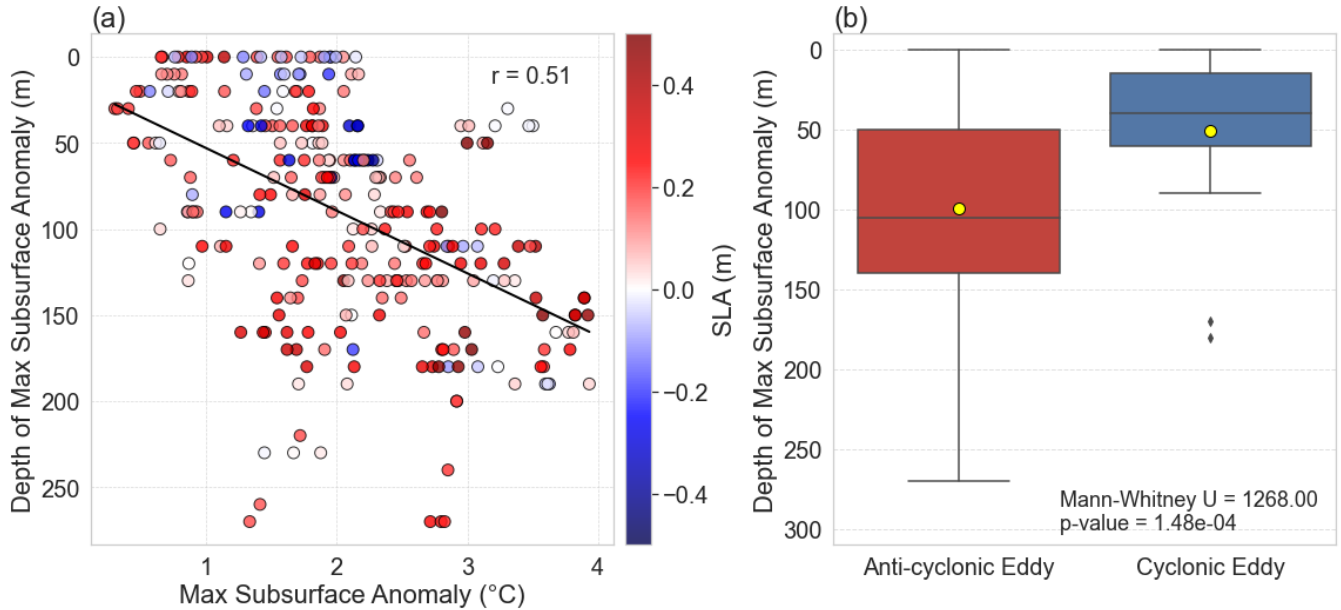 (a)
r = 0.51
0
50
100
150
200
250
Depth of Max Subsurface Anomaly (m)
1
2
3
4
Max Subsurface Anomaly (°C)
0.4
0.2
0.0
−0.2
−0.4
SLA (m)
(b)
0
50
100
150
200
250
300
Depth of Max Subsurface Anomaly (m)
Mann-Whitney U = 1268.00
p-value = 1.48e-04
Anti-cyclonic Eddy
Cyclonic Eddy